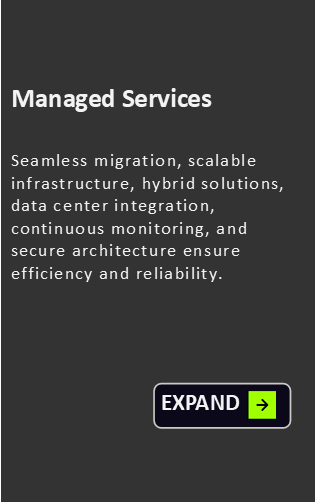 Managed Services
Seamless migration, scalable
infrastructure, hybrid solutions,
data center integration,
continuous monitoring, and
secure architecture ensure
efficiency and reliability.
EXPAND →